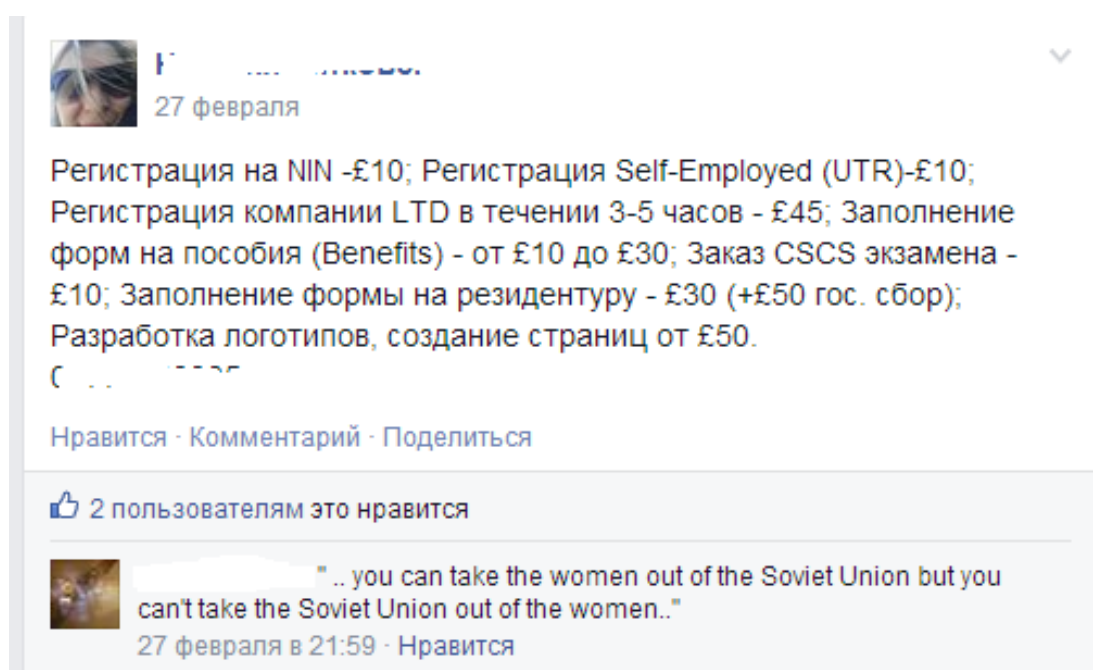 27 февраля
Регистрация на NIN -£10; Регистрация Self-Employed (UTR)-£10;
Регистрация компании LTD в течении 3-5 часов - £45; Заполнение
форм на пособия (Benefits) - от £10 до £30; Заказ CSCS экзамена -
£10; Заполнение формы на резидентуру - £30 (+£50 гос. сбор);
Разработка логотипов, создание страниц от £50.
Нравится · Комментарий · Поделиться
2 пользователям это нравится
" .. you can take the women out of the Soviet Union but you
can't take the Soviet Union out of the women.."
27 февраля в 21:59 · Нравится